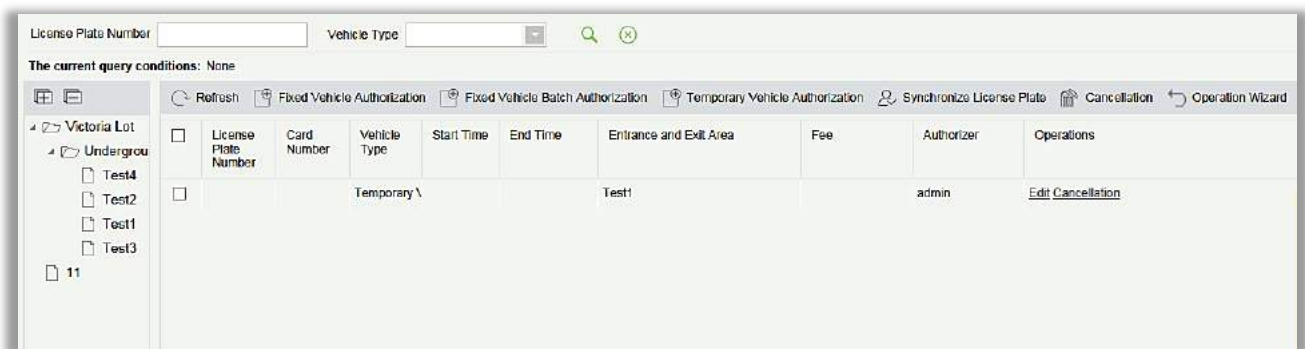 License Plate Number Vehicle Type
The current query conditions: None
Refresh Fixed Vehicle Authorization Fixed Vehicle Batch Authorization Temporary Vehicle Authorization Synchronize License Plate Cancellation Operation Wizard
Victoria Lot
Undergrou
Test4
Test2
Test1
Test3
11
License Plate Number Card Number Vehicle Type Start Time End Time Entrance and Exit Area Fee Authorizer Operations
Temporary \ Test1 admin Edit Cancellation